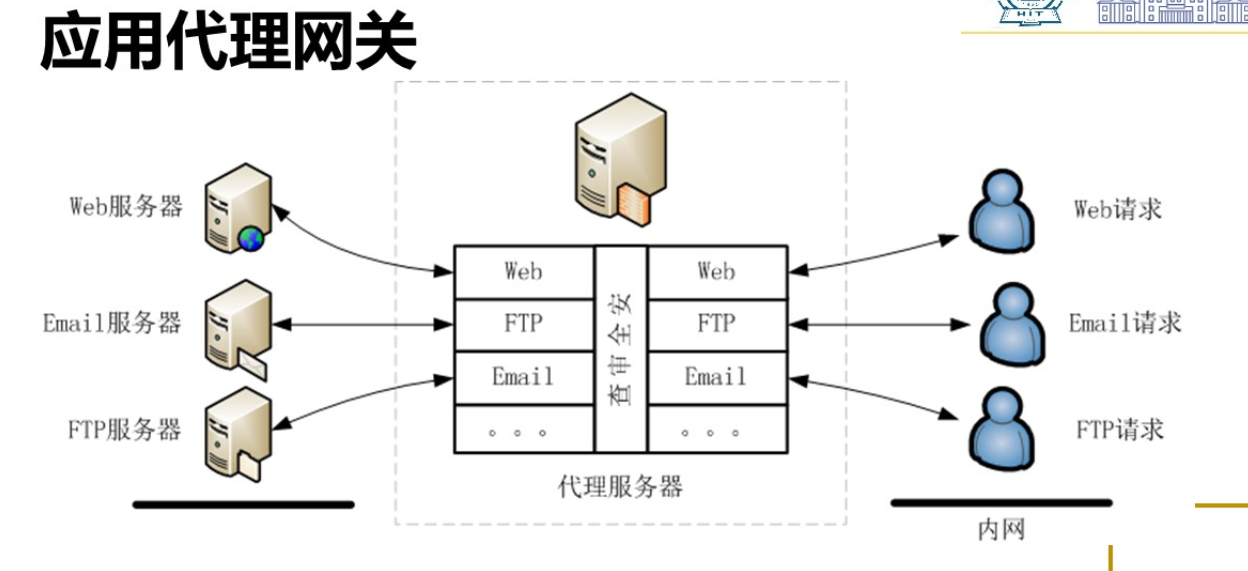 应用代理网关
HIT
Web服务器
Email服务器
FTP服务器
Web
FTP
Email
。。。
安全审查
Web
FTP
Email
。。。
代理服务器
Web请求
Email请求
FTP请求
内网